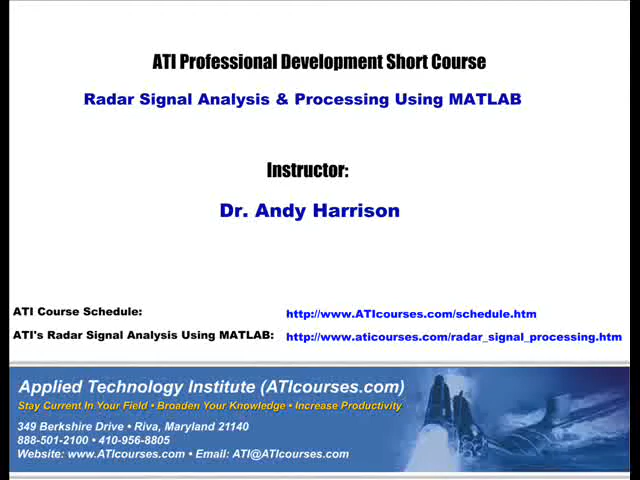 ATI Professional Development Short Course
Radar Signal Analysis & Processing Using MATLAB
Instructor:
Dr. Andy Harrison
ATI Course Schedule: http://www.ATIcourses.com/schedule.htm
ATI's Radar Signal Analysis Using MATLAB: http://www.aticourses.com/radar_signal_processing.htm
Applied Technology Institute (ATIcourses.com)
Stay Current In Your Field • Broaden Your Knowledge • Increase Productivity
349 Berkshire Drive • Riva, Maryland 21140
888-501-2100 • 410-956-8805
Website: www.ATIcourses.com • Email: ATI@ATIcourses.com